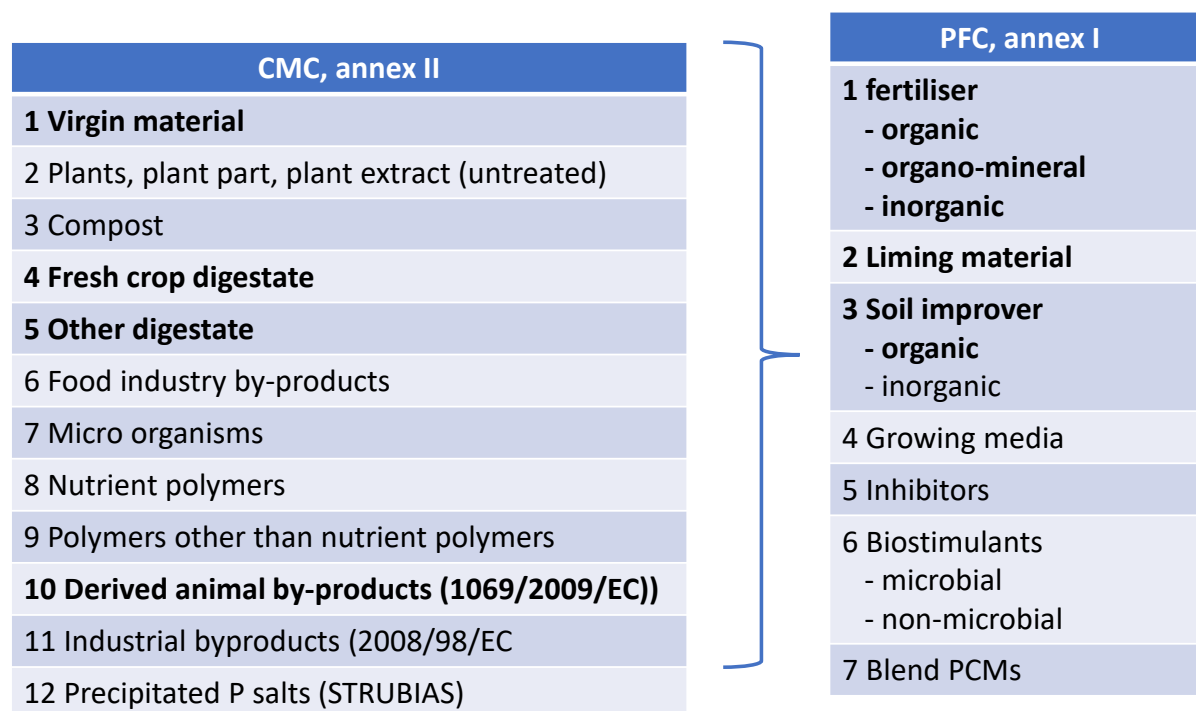 CMC, annex II
1 Virgin material
2 Plants, plant part, plant extract (untreated)
3 Compost
4 Fresh crop digestate
5 Other digestate
6 Food industry by-products
7 Micro organisms
8 Nutrient polymers
9 Polymers other than nutrient polymers
10 Derived animal by-products (1069/2009/EC))
11 Industrial byproducts (2008/98/EC
12 Precipitated P salts (STRUBIAS)
PFC, annex I
1 fertiliser
- organic
- organo-mineral
- inorganic
2 Liming material
3 Soil improver
- organic
- inorganic
4 Growing media
5 Inhibitors
6 Biostimulants
- microbial
- non-microbial
7 Blend PCMs